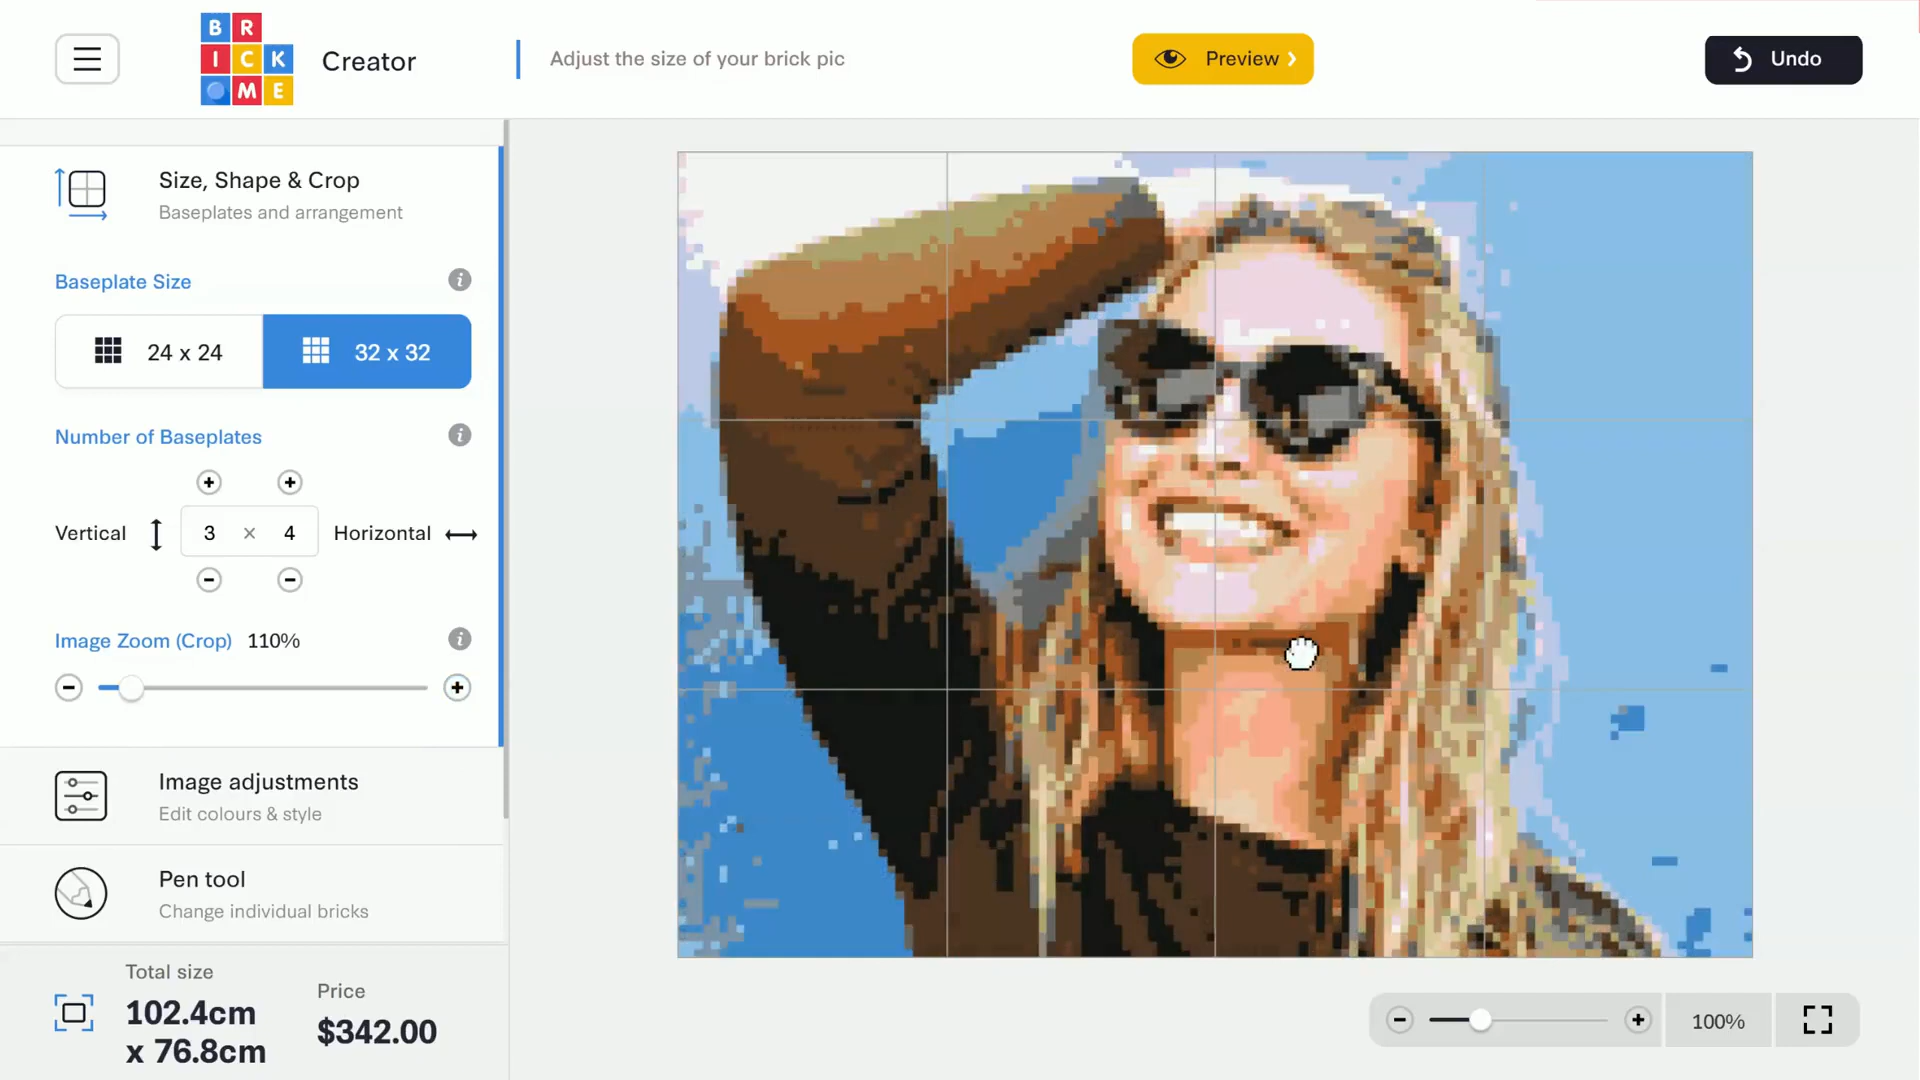 B R
I C K
M E
Creator
Adjust the size of your brick pic
Preview
Undo
Size, Shape & Crop
Baseplates and arrangement
Baseplate Size
24 x 24
32 x 32
Number of Baseplates
Vertical 3 × 4 Horizontal
Image Zoom (Crop) 110%
Image adjustments
Edit colours & style
Pen tool
Change individual bricks
Total size
102.4cm
x 76.8cm
Price
$342.00
100%